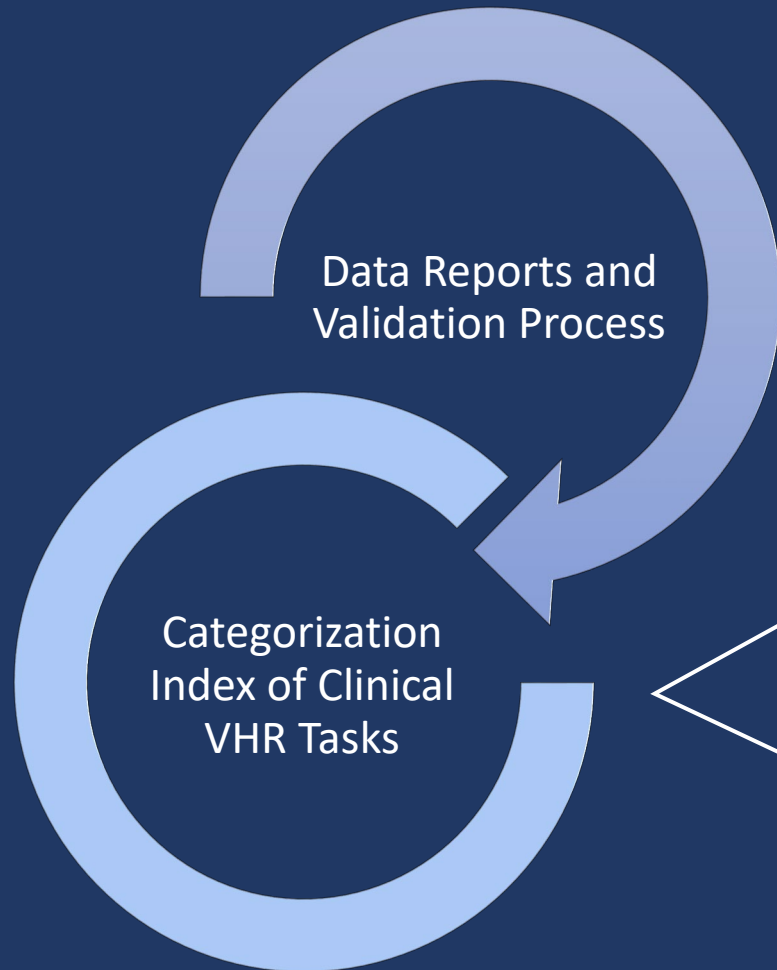 Data Reports and
Validation Process
Categorization
Index of Clinical
VHR Tasks